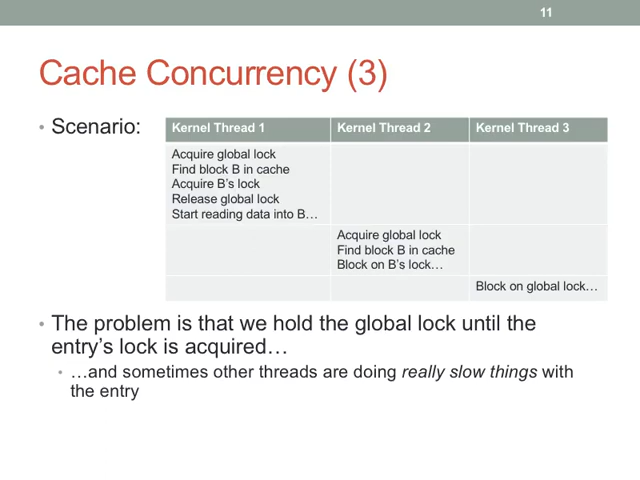 11
Cache Concurrency (3)
• Scenario:
Kernel Thread 1 Kernel Thread 2 Kernel Thread 3
Acquire global lock
Find block B in cache
Acquire B's lock
Release global lock
Start reading data into B…
Acquire global lock
Find block B in cache
Block on B's lock…
Block on global lock…
• The problem is that we hold the global lock until the
entry's lock is acquired…
• …and sometimes other threads are doing really slow things with
the entry